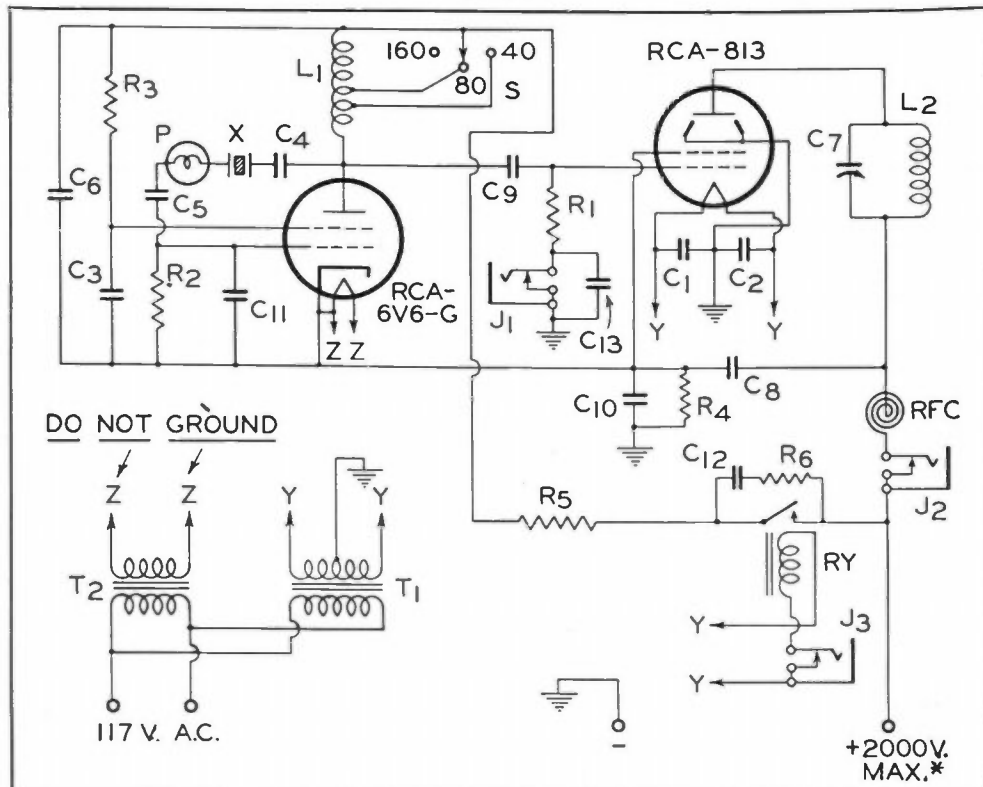 L1
160
80
40
S
RCA-813
L2
R3
P
X
C4
C7
C6
C5
C9
R1
C3
R2
C11
RCA-
6V6-G
Z Z
J1
C13
C1
C2
Y
Y
C10
R4
C8
RFC
DO NOT GROUND
Z
Z
Y
Y
C12
R6
J2
R5
T2
T1
RY
Y
J3
Y
117 V. A.C.
-
+2000V.
MAX.*